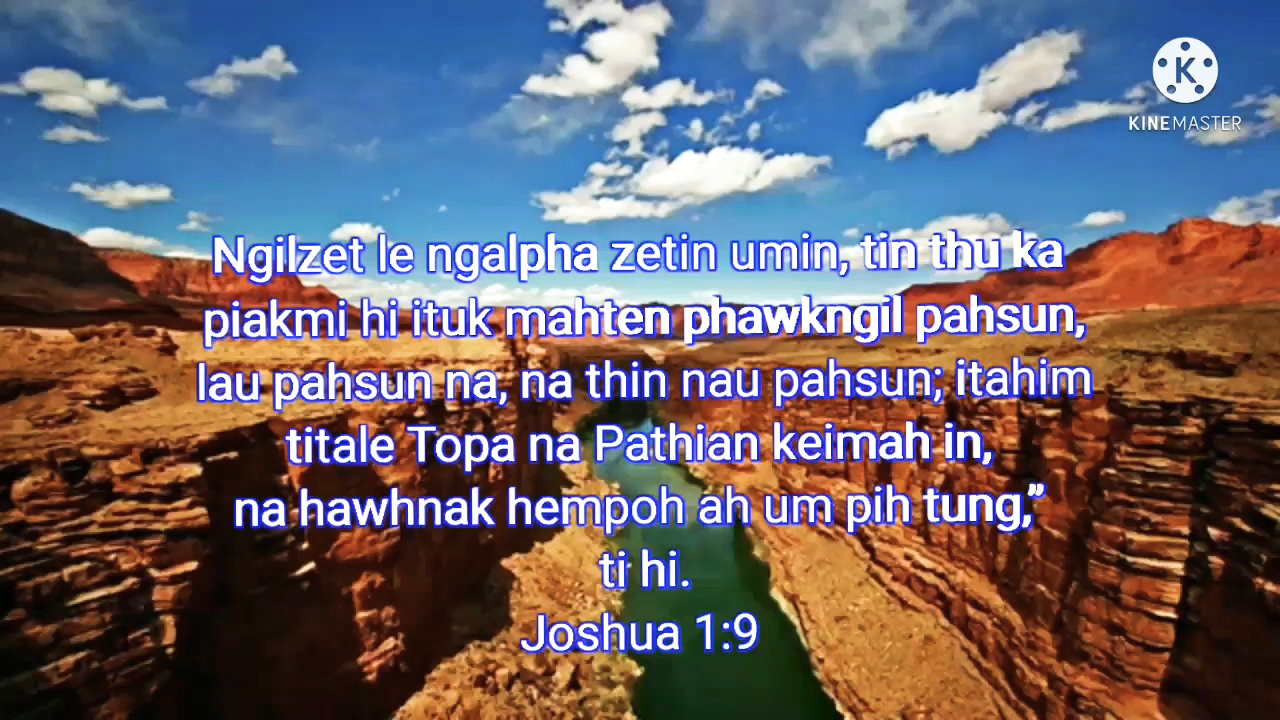 KINEMASTER
Ngilzet le ngalpha zetin umin, tin thu ka
piakmi hi ituk mahten phawkngil pahsun,
lau pahsun na, na thin nau pahsun; itahim
titale Topa na Pathian keimah in,
na hawhnak hempoh ah um pih tung,”
ti hi.
Joshua 1:9